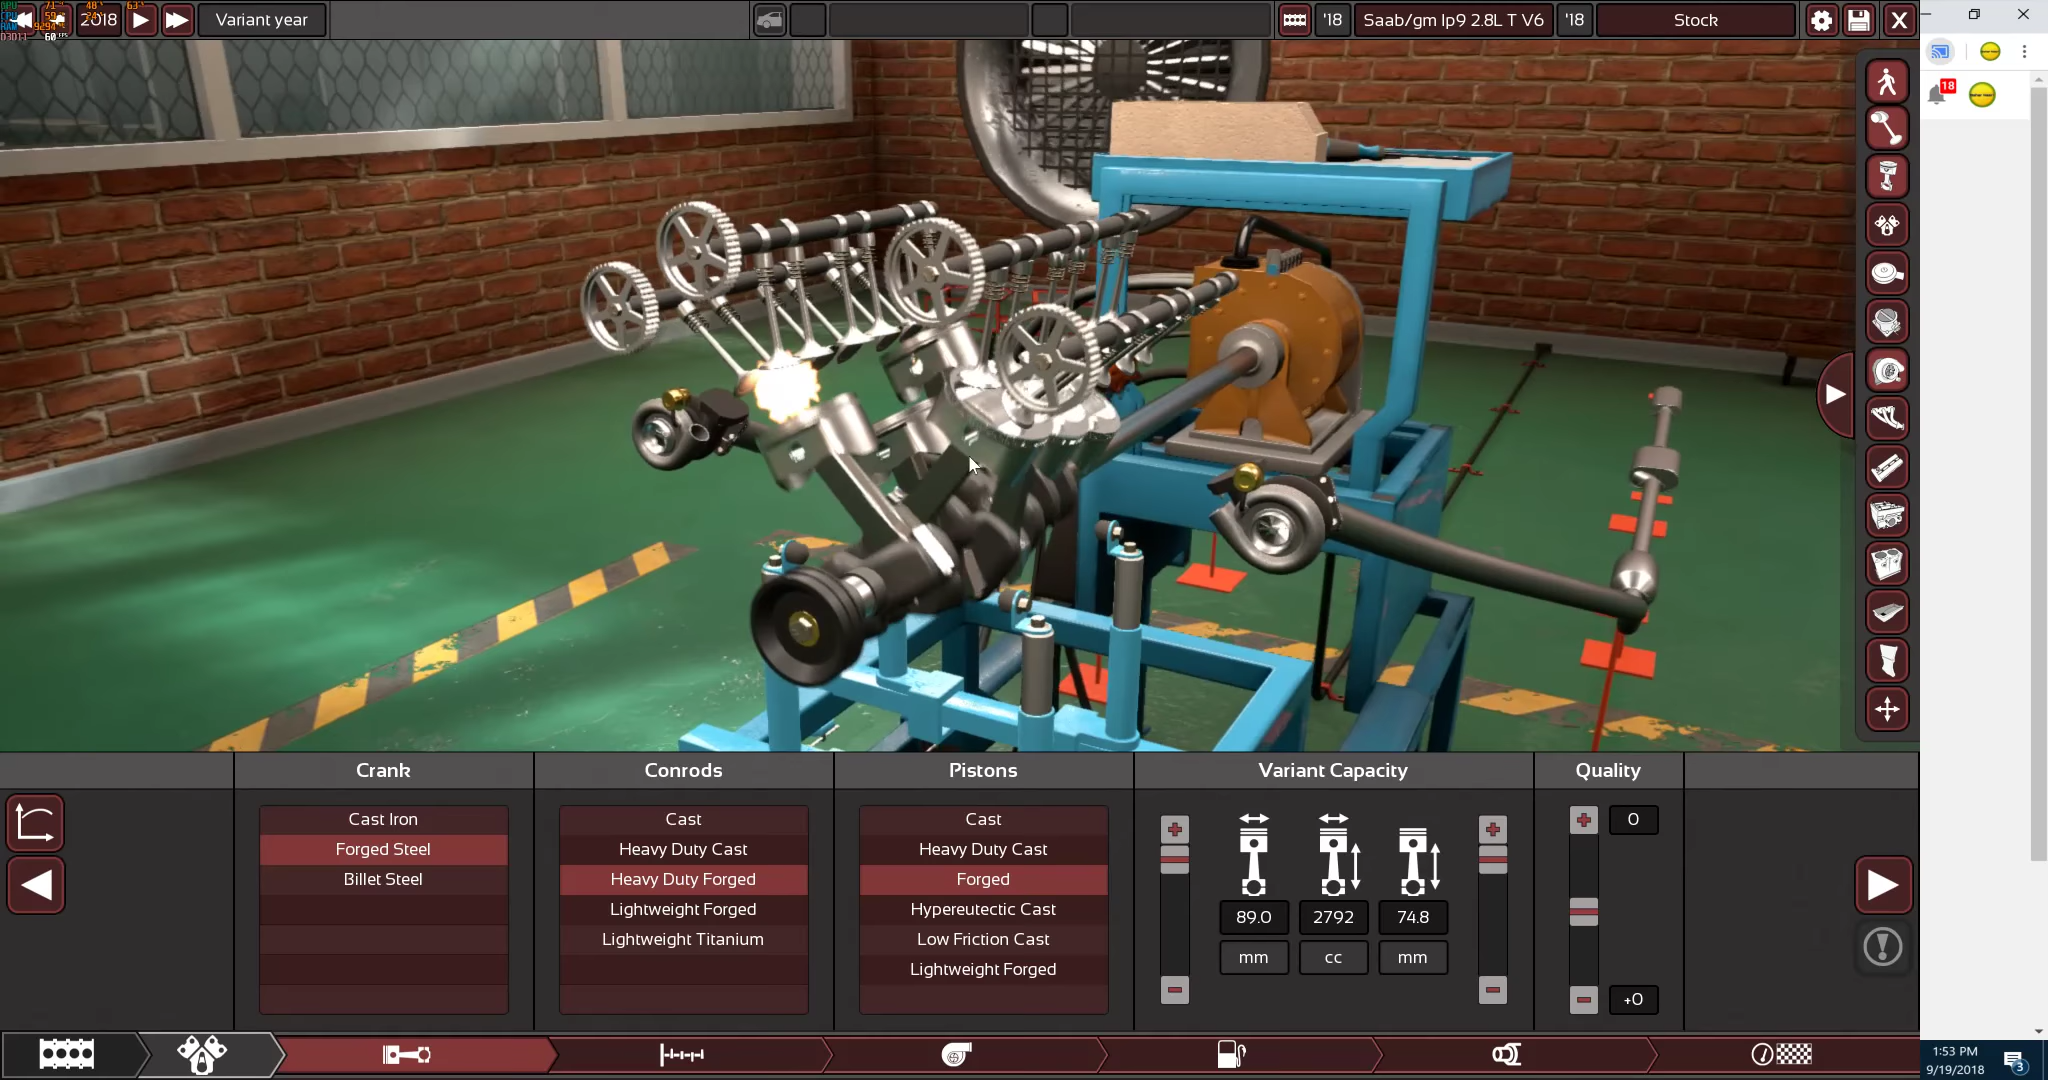 2018
Variant year
'18
Saab/gm lp9 2.8L T V6
'18
Stock
18
Crank
Cast Iron
Forged Steel
Billet Steel
Conrods
Cast
Heavy Duty Cast
Heavy Duty Forged
Lightweight Forged
Lightweight Titanium
Pistons
Cast
Heavy Duty Cast
Forged
Hypereutectic Cast
Low Friction Cast
Lightweight Forged
Variant Capacity
89.0 2792 74.8
mm cc mm
Quality
0
+0
1:53 PM
9/19/2018
3